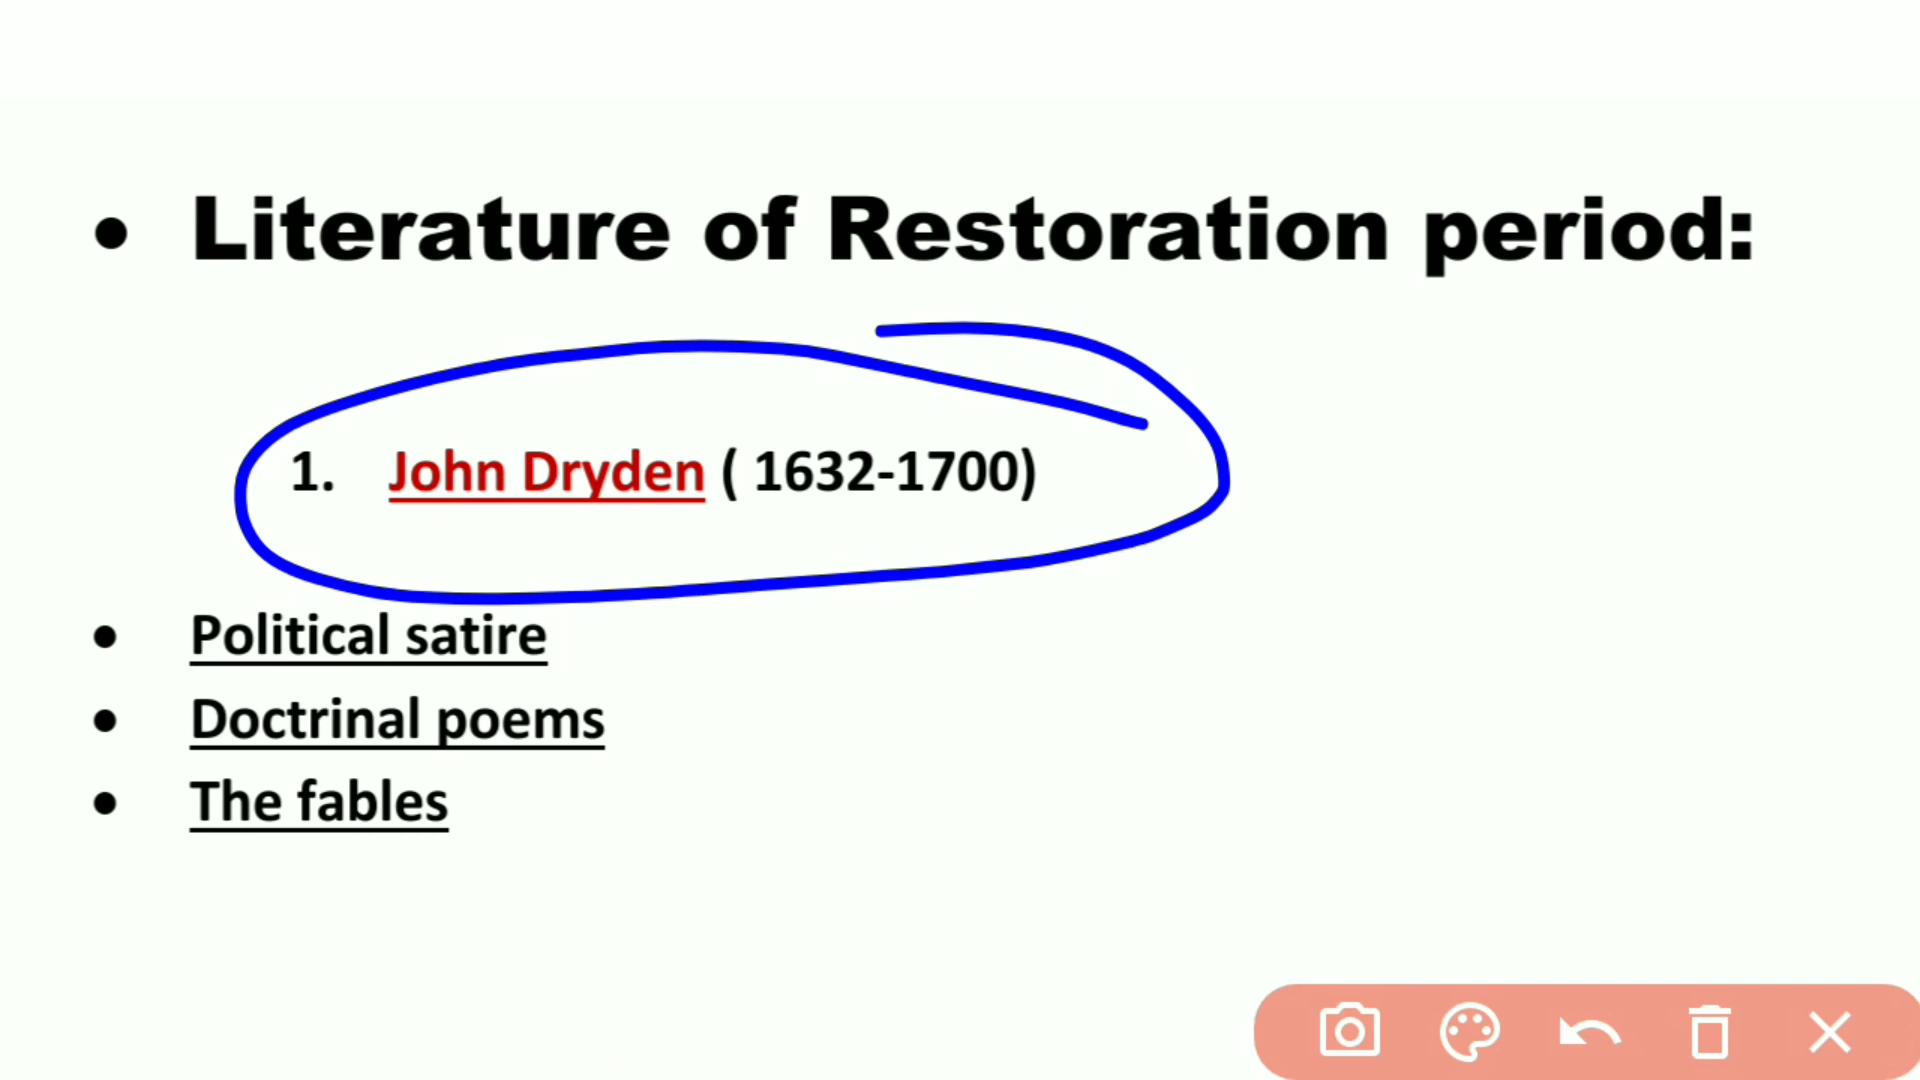 • Literature of Restoration period:
1. John Dryden ( 1632-1700)
• Political satire
• Doctrinal poems
• The fables